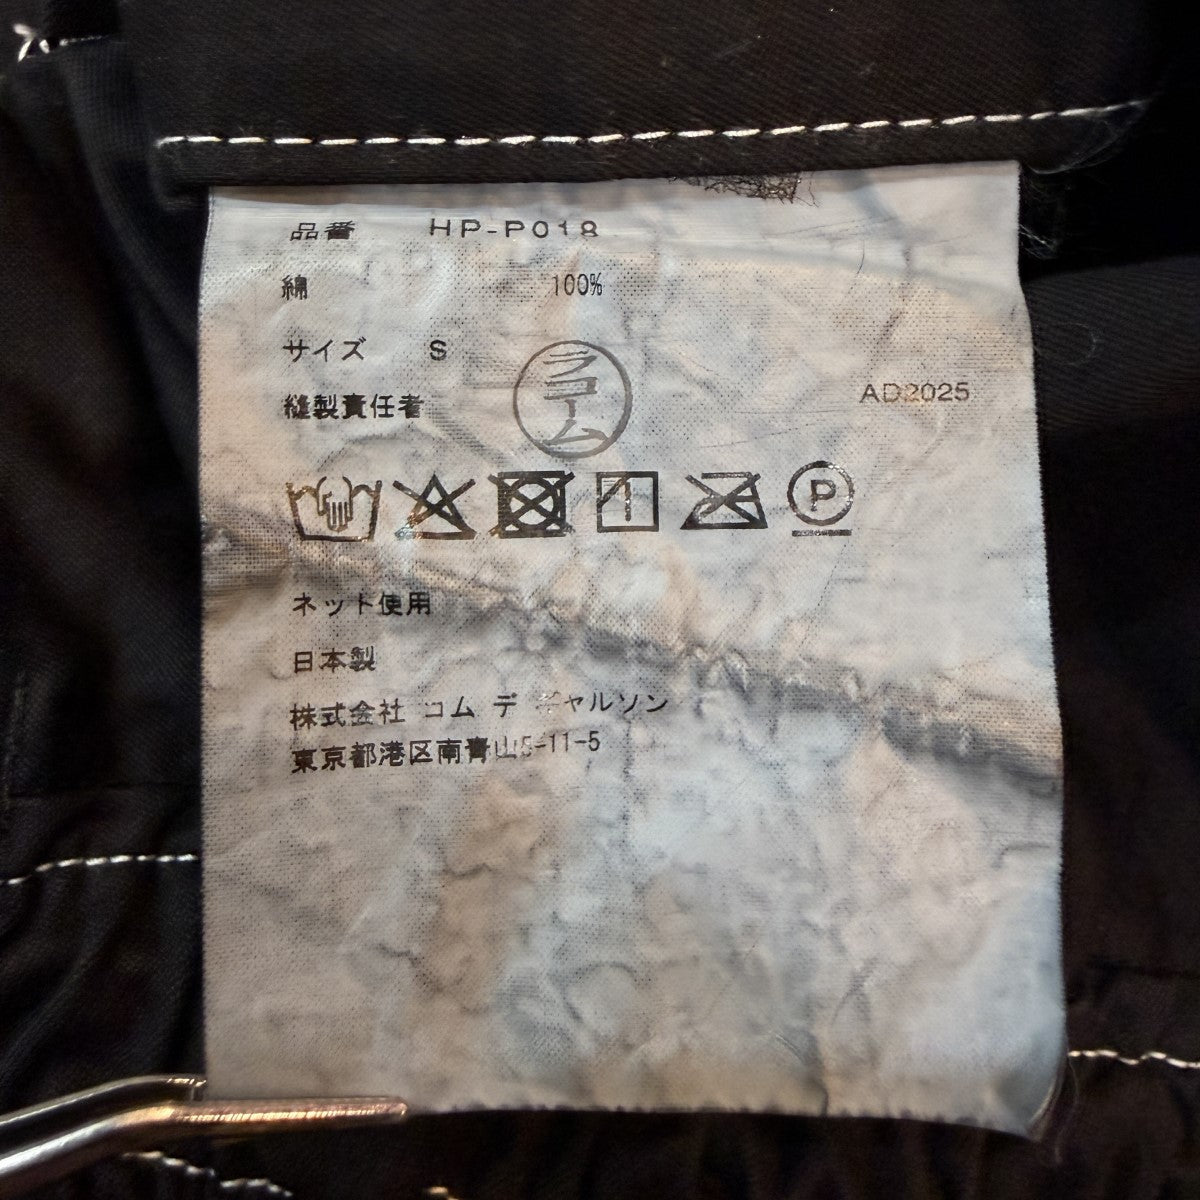 品番 HP-P018
綿 100%
サイズ S
縫製責任者 ラコーム
AD2025
P
ネット使用
日本製
株式会社 コム デ ギャルソン
東京都港区南青山5-11-5